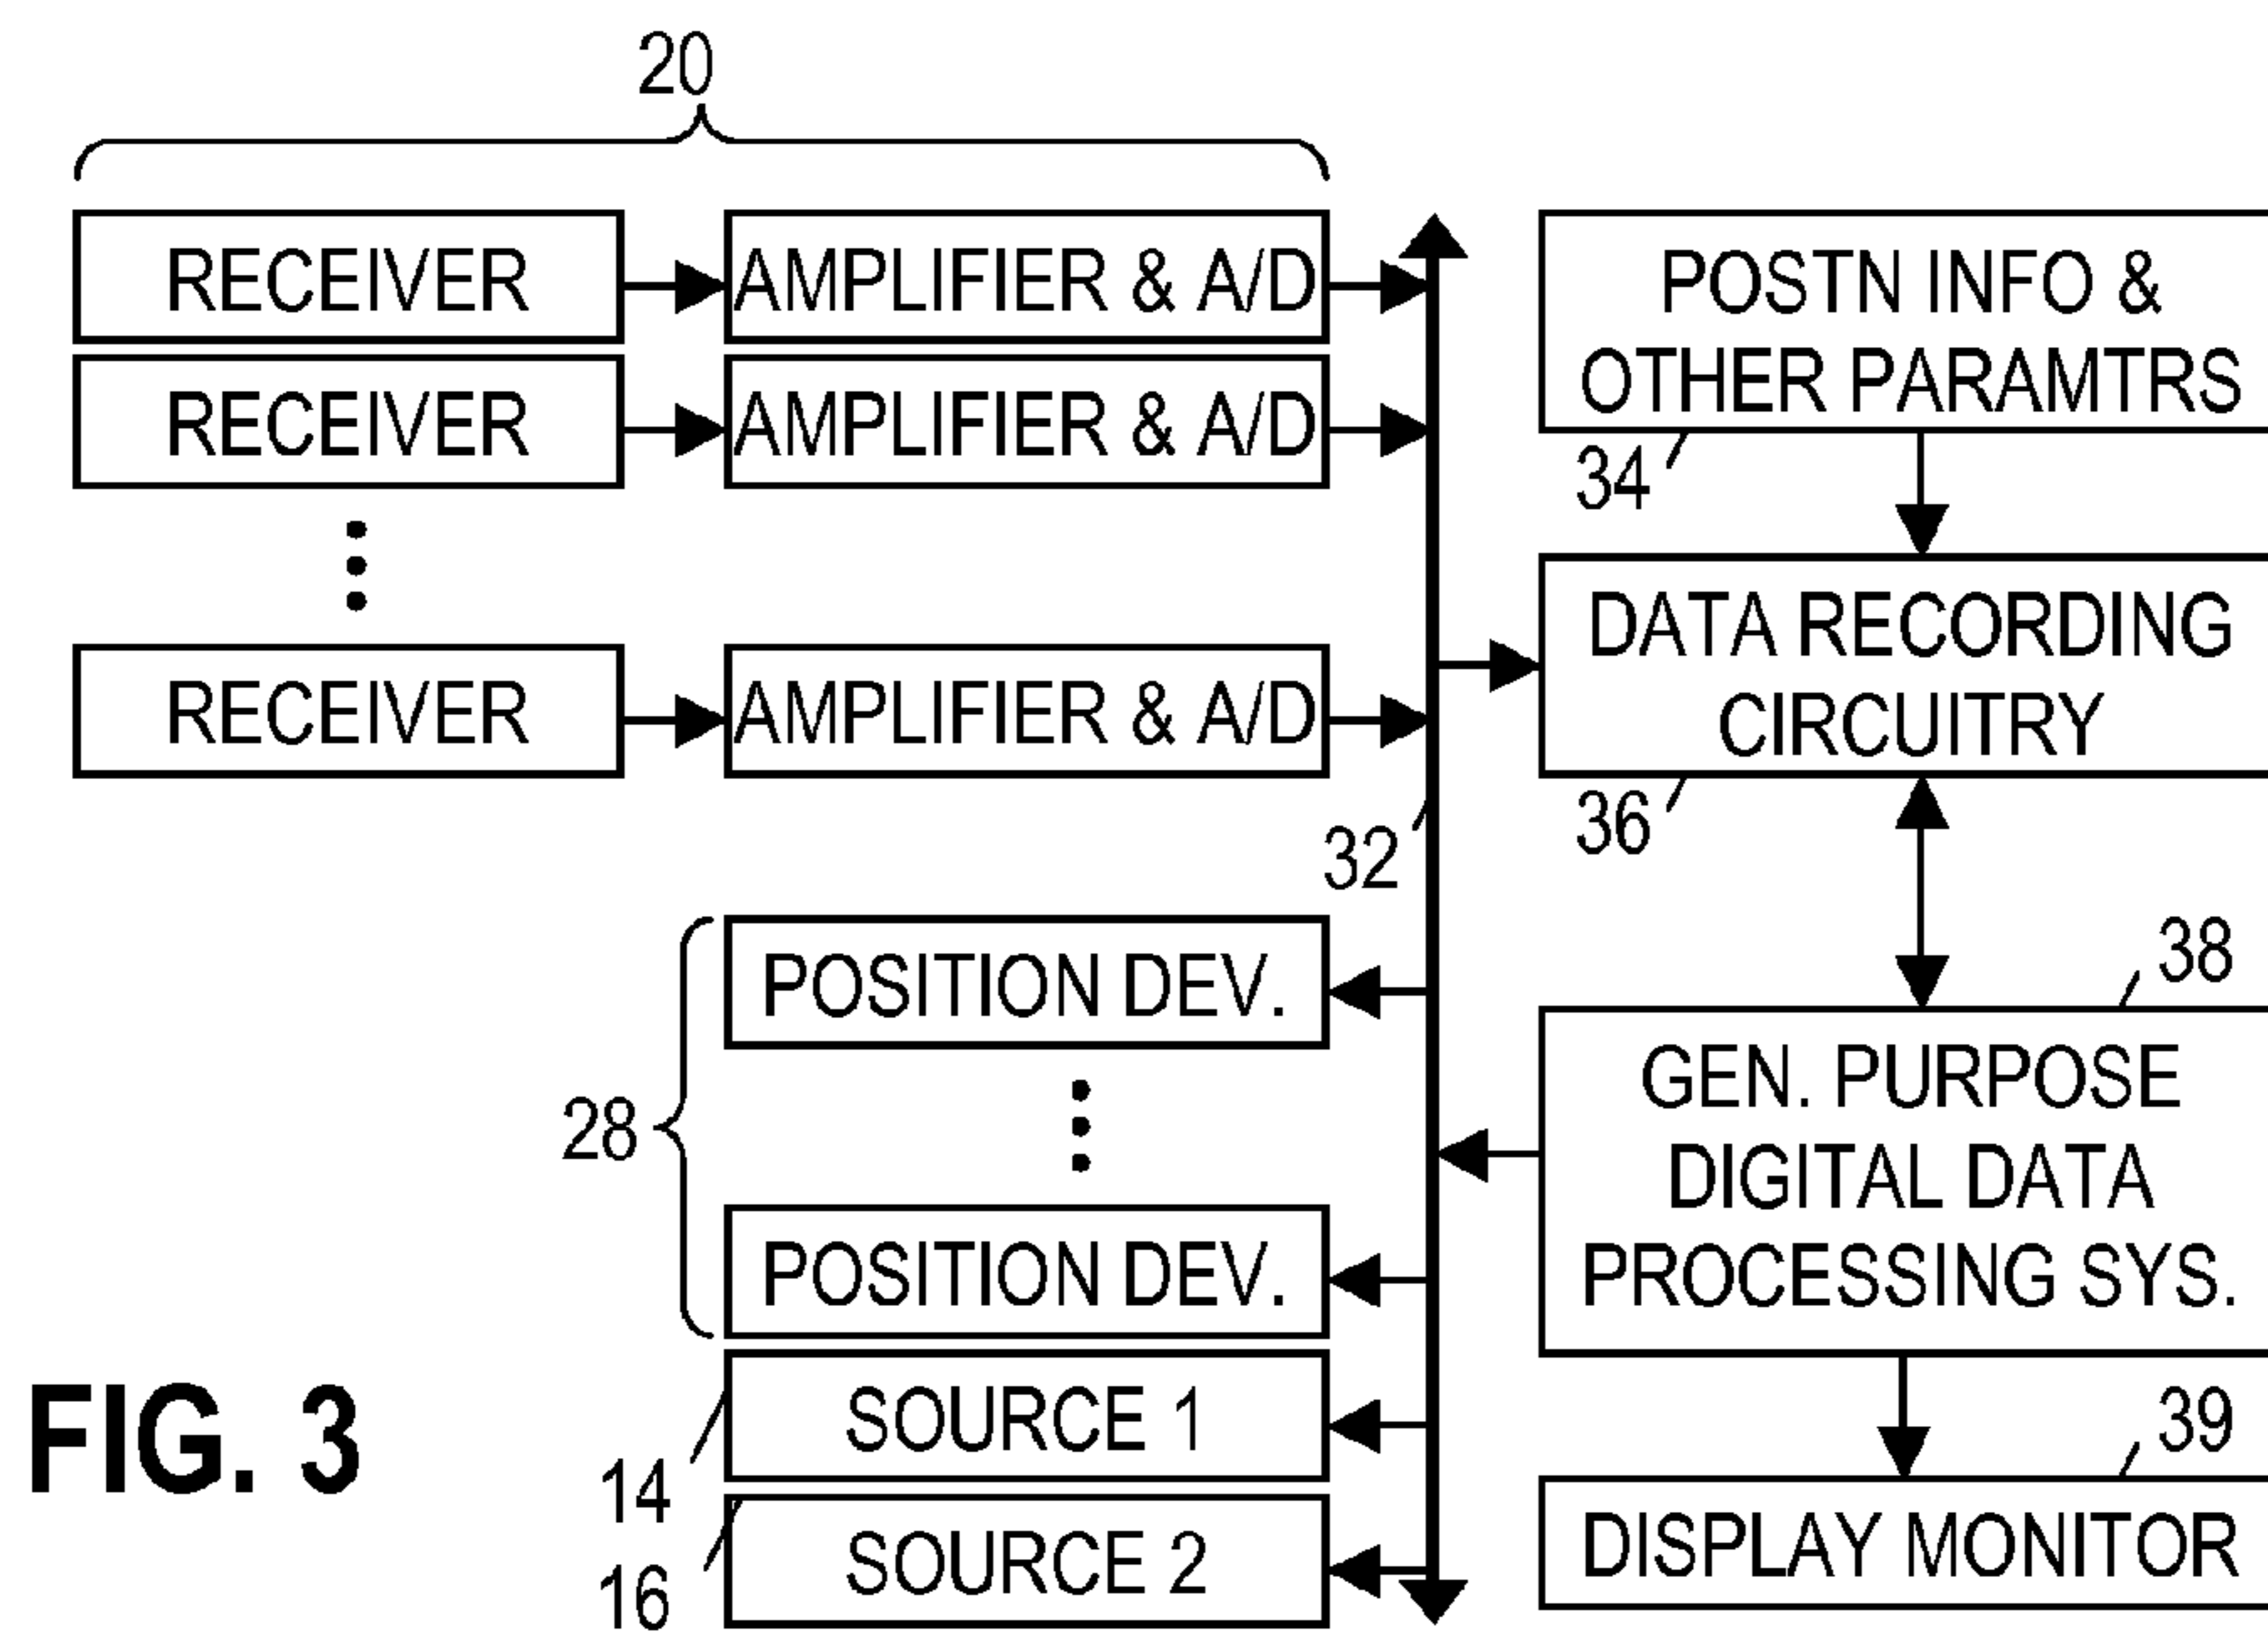 20
RECEIVER
AMPLIFIER & A/D
RECEIVER
AMPLIFIER & A/D
RECEIVER
AMPLIFIER & A/D
POSTN INFO &
OTHER PARAMTRS
34
DATA RECORDING
CIRCUITRY
36
32
28
POSITION DEV.
POSITION DEV.
SOURCE 1
14
SOURCE 2
16
38
GEN. PURPOSE
DIGITAL DATA
PROCESSING SYS.
39
DISPLAY MONITOR
FIG. 3